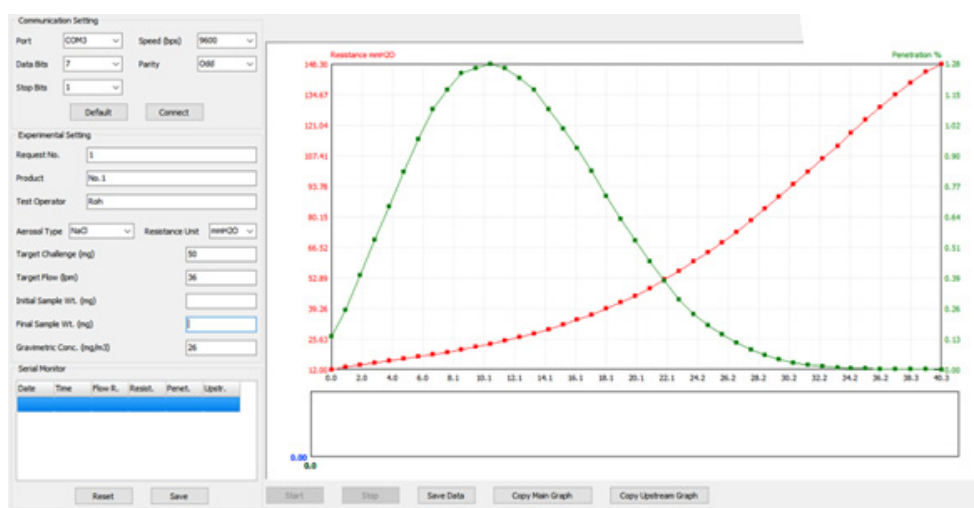 Communication Setting
Port COM3 Speed (bps) 9600
Data Bits 7 Parity Odd
Stop Bits 1
Default Connect
Experimental Setting
Request No. 1
Product No. 1
Test Operator Roh
Aerosol Type NaCl Resistance Unit mmH2O
Target Challenge (mg) 50
Target Flow (lpm) 36
Initial Sample Wt. (mg)
Final Sample Wt. (mg)
Gravimetric Conc. (mg/m3) 26
Serial Monitor
Date Time Flow R. Resist. Penet. Upstr.
Reset Save
Resistance mmH2O Penetration %
148.30 1.28
134.67 1.15
121.04 1.02
107.41 0.90
93.78 0.77
80.15 0.64
66.52 0.51
52.89 0.39
39.26 0.26
25.63 0.13
12.00 0.00
0.0 2.0 4.0 6.0 8.1 10.1 12.1 14.1 16.1 18.1 20.1 22.1 24.2 26.2 28.2 30.2 32.2 34.2 36.2 38.3 40.3
0.00
0.0
Start Stop Save Data Copy Main Graph Copy Upstream Graph